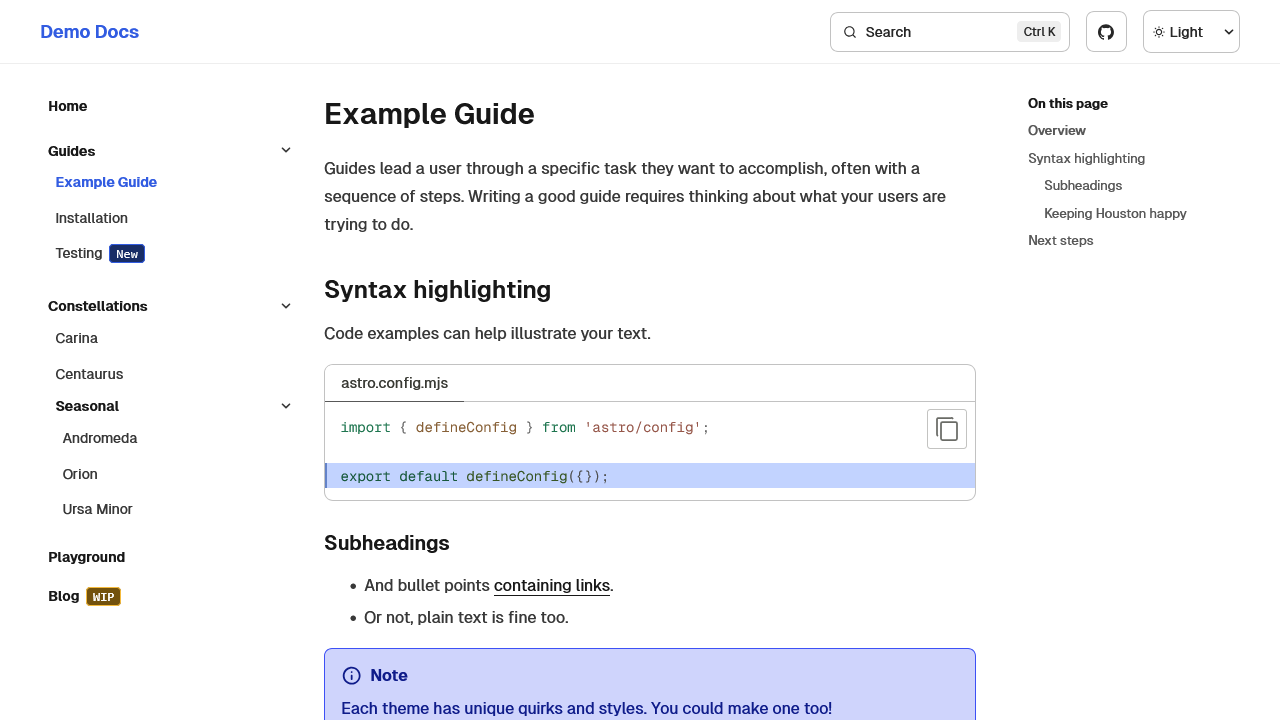 Demo Docs
Search
Ctrl K
Light
Home
Guides
Example Guide
Installation
Testing New
Constellations
Carina
Centaurus
Seasonal
Andromeda
Orion
Ursa Minor
Playground
Blog WIP
Example Guide
Guides lead a user through a specific task they want to accomplish, often with a
sequence of steps. Writing a good guide requires thinking about what your users are
trying to do.
Syntax highlighting
Code examples can help illustrate your text.
astro.config.mjs
import { defineConfig } from 'astro/config';
export default defineConfig({});
Subheadings
• And bullet points containing links.
• Or not, plain text is fine too.
Note
Each theme has unique quirks and styles. You could make one too!
On this page
Overview
Syntax highlighting
Subheadings
Keeping Houston happy
Next steps